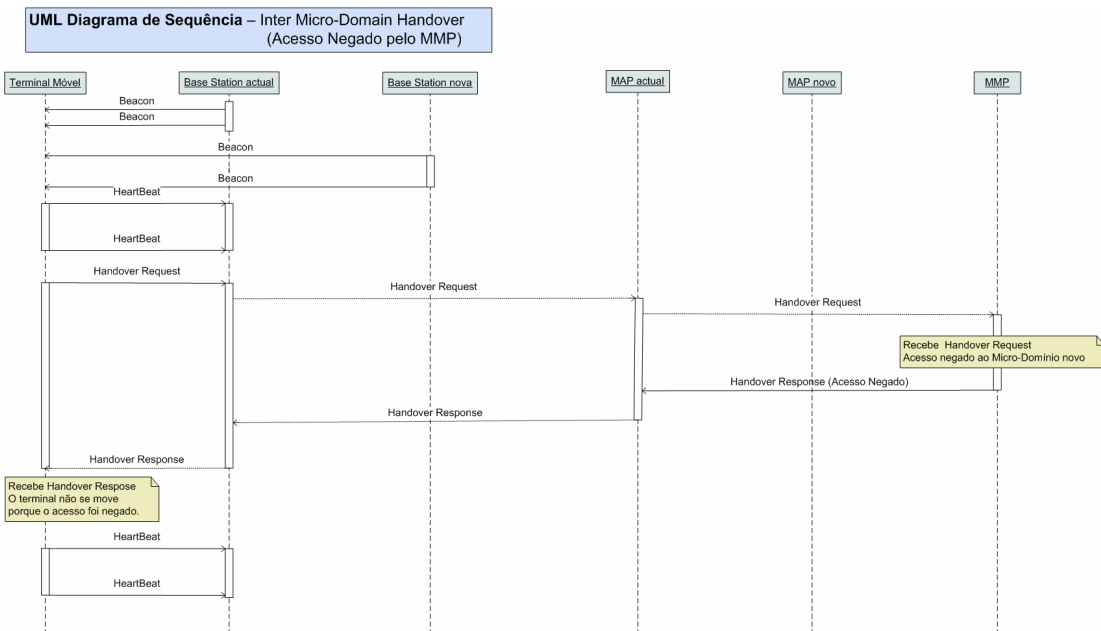 UML Diagrama de Sequência – Inter Micro-Domain Handover
(Acesso Negado pelo MMP)
Terminal Móvel
Base Station actual
Base Station nova
MAP actual
MAP novo
MMP
Beacon
Beacon
Beacon
Beacon
HeartBeat
HeartBeat
Handover Request
Handover Request
Handover Request
Recebe Handover Request
Acesso negado ao Micro-Domínio novo
Handover Response (Acesso Negado)
Handover Response
Handover Response
Recebe Handover Respose
O terminal não se move
porque o acesso foi negado.
HeartBeat
HeartBeat